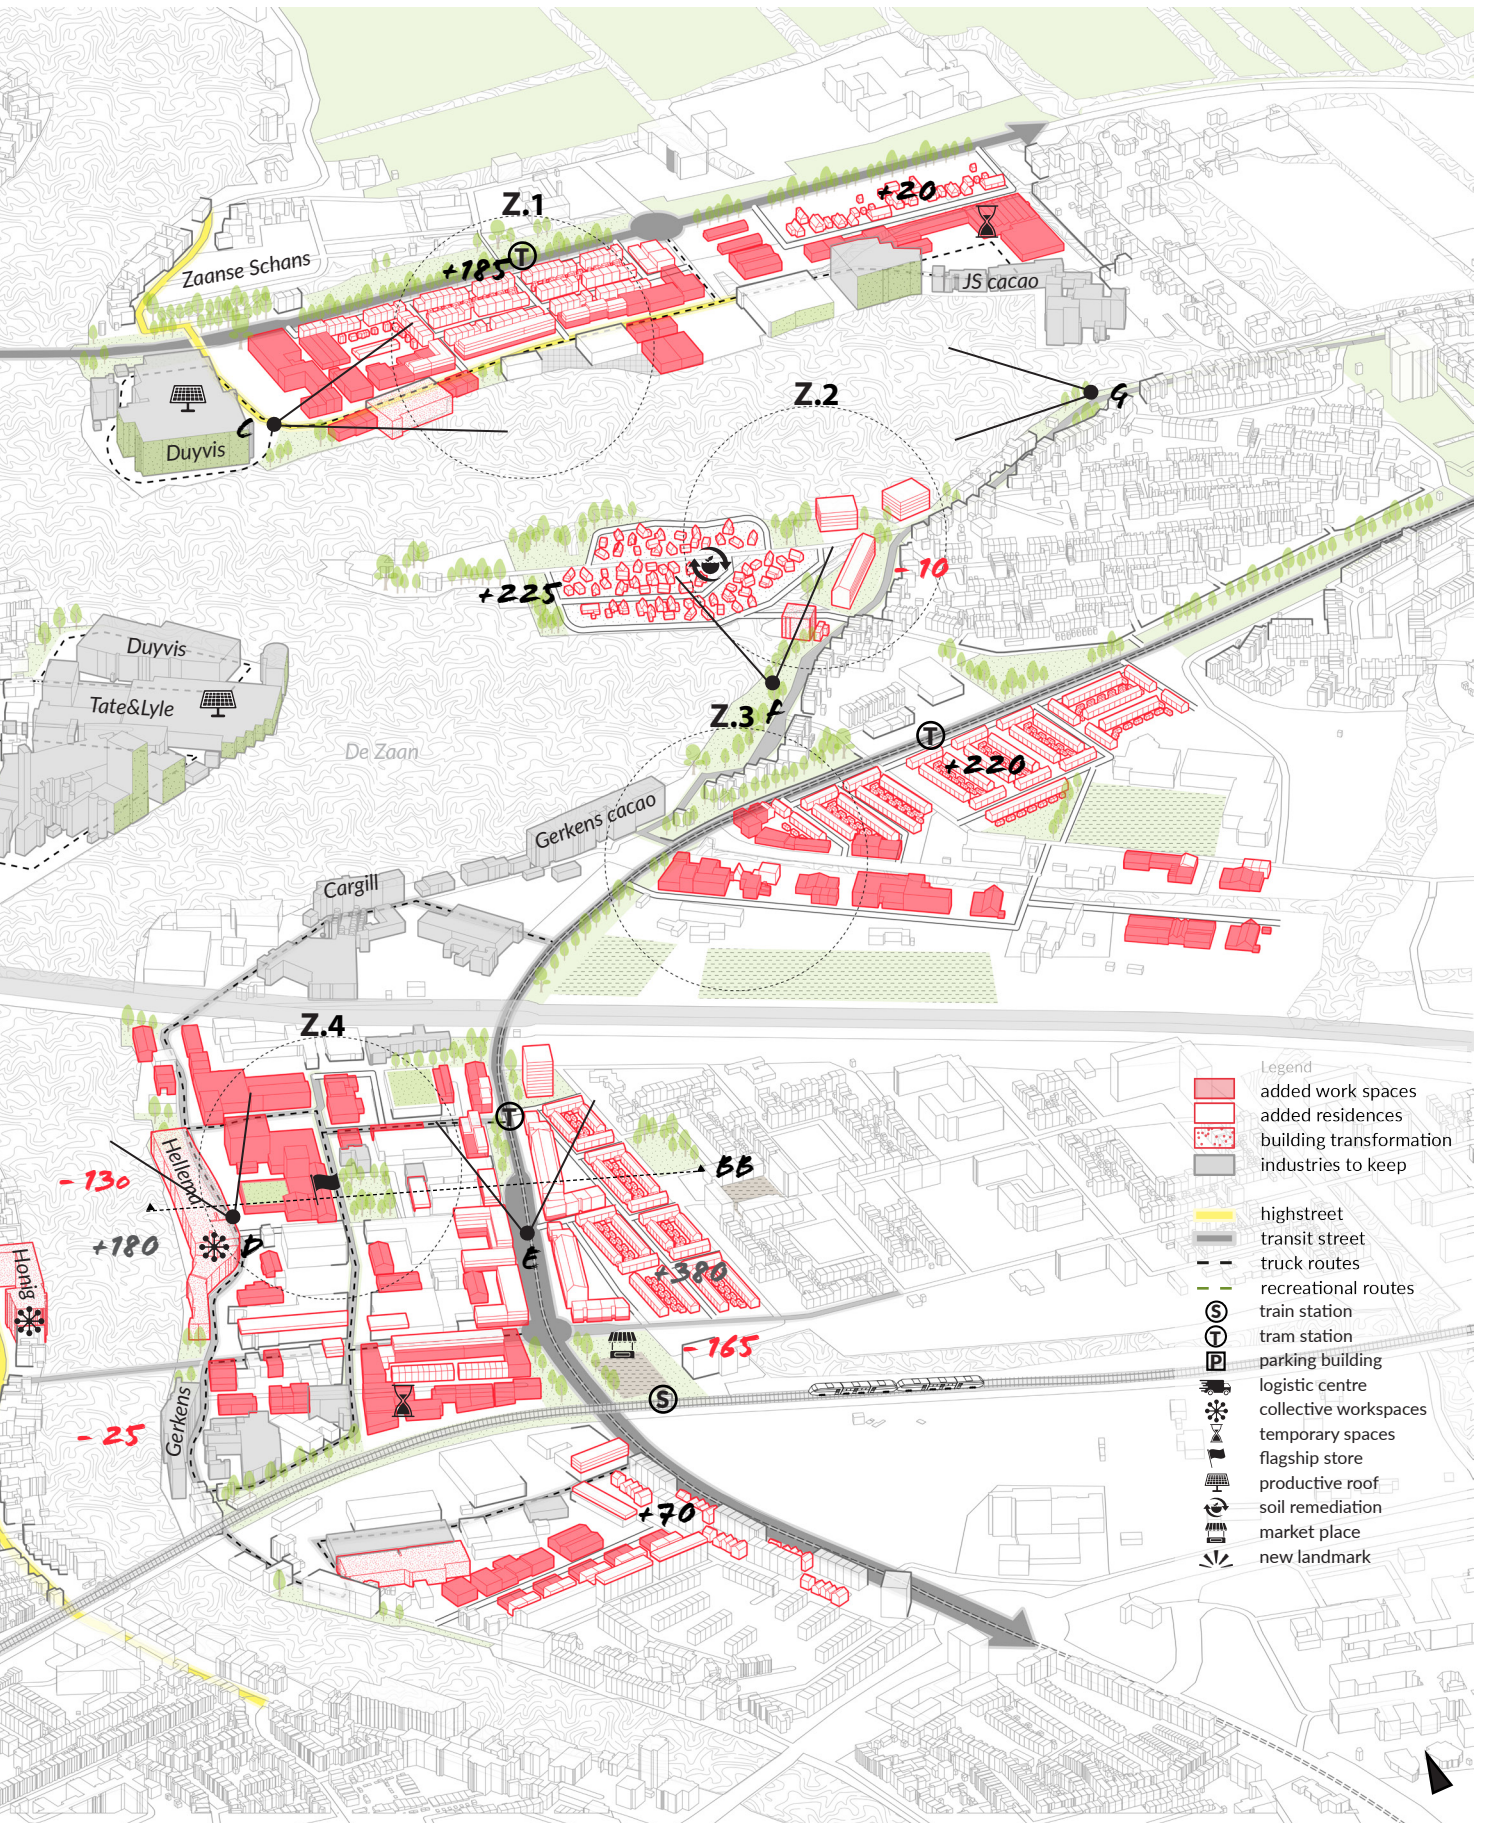 +20
Z.1
Zaanse Schans
+185
T
JS cacao
Z.2
G
C
Duyvis
- 10
+225
Duyvis
Tate&Lyle
Z.3
F
T
De Zaan
+220
Gerkens cacao
Cargill
Z.4
T
Hellema
BB
- 130
+180
D
E
Honig
+380
- 165
S
Gerkens
- 25
+70
Legend
added work spaces
added residences
building transformation
industries to keep
highstreet
transit street
truck routes
recreational routes
S train station
T tram station
P parking building
logistic centre
collective workspaces
temporary spaces
flagship store
productive roof
soil remediation
market place
new landmark